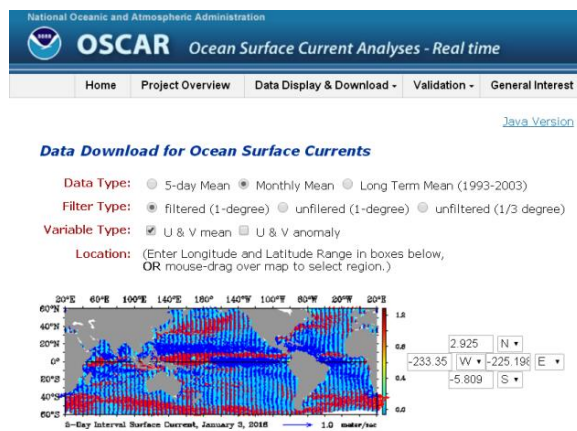 National Oceanic and Atmospheric Administration
OSCAR Ocean Surface Current Analyses - Real time
Home Project Overview Data Display & Download Validation General Interest
Java Version
Data Download for Ocean Surface Currents
Data Type: 5-day Mean Monthly Mean Long Term Mean (1993-2003)
Filter Type: filtered (1-degree) unfilered (1-degree) unfiltered (1/3 degree)
Variable Type: U & V mean U & V anomaly
Location: (Enter Longitude and Latitude Range in boxes below,
OR mouse-drag over map to select region.)
20°E 60°E 100°E 140°E 180° 140°W 100°W 60°W 20°W 20°E
60°N
40°N
20°N
0°
20°S
40°S
60°S
1.2
0.8
0.4
0.0
2.925 N
-233.35 W -225.198 E
-5.809 S
5-Day Interval Surface Current, January 3, 2016 1.0 meter/sec